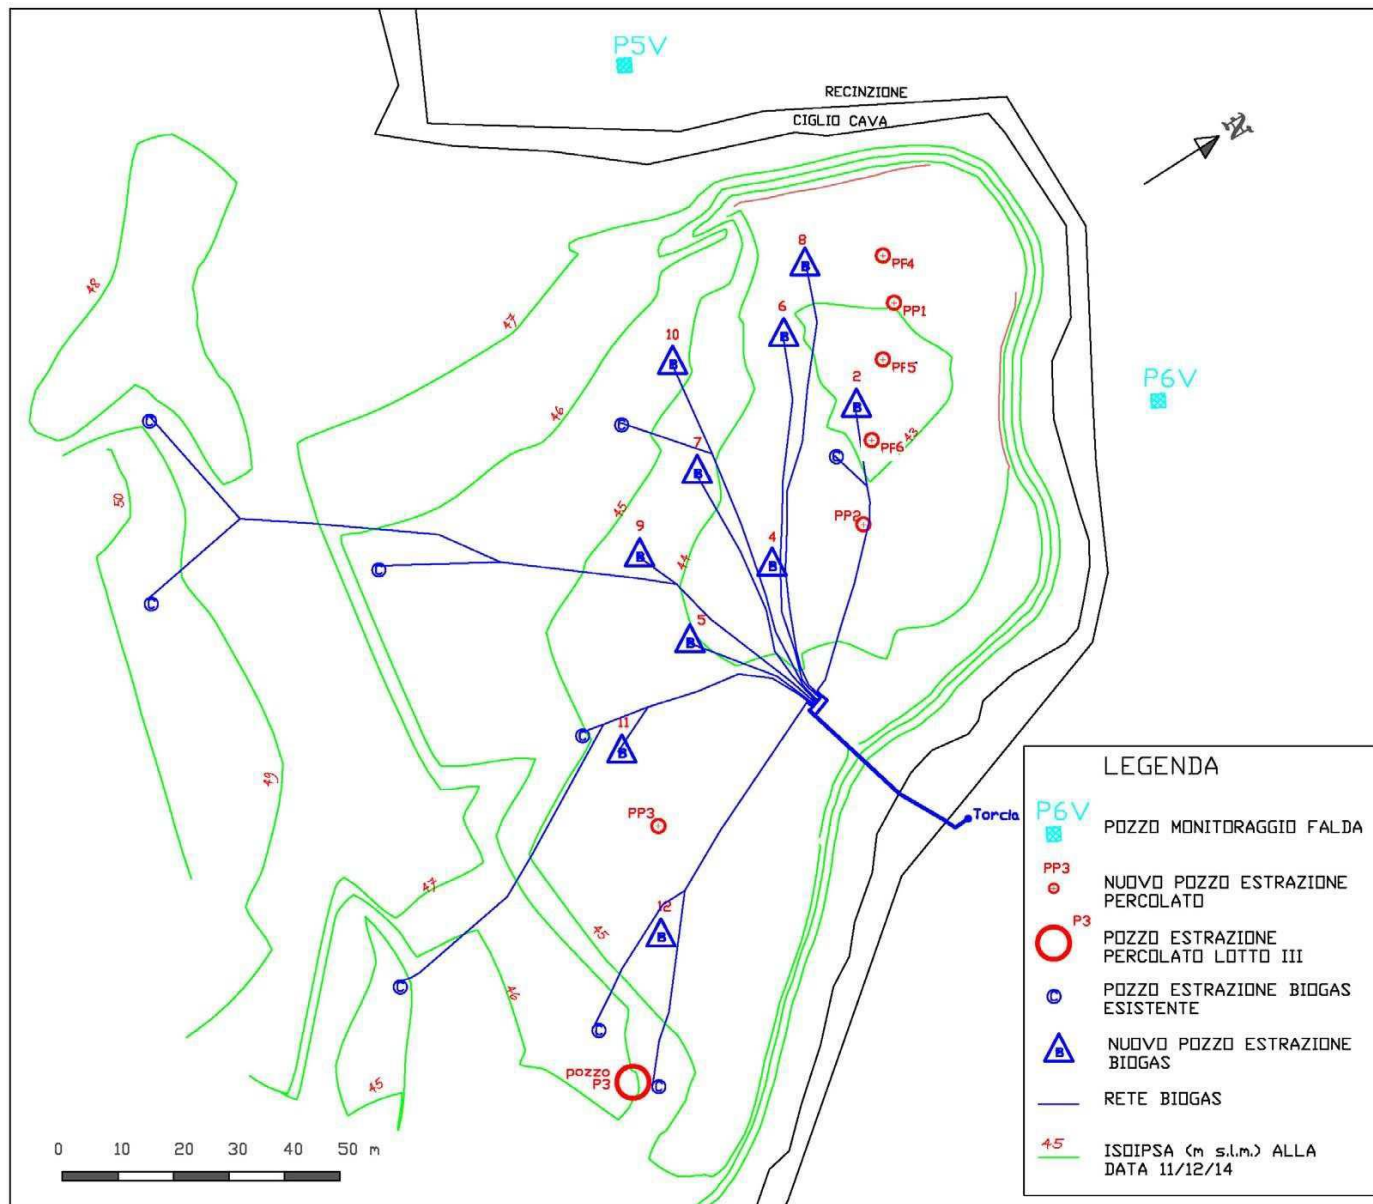 P5V
RECINZIONE
CIGLIO CAVA
N
8
PF4
PP1
6
10
PF5
48
47
2
P6V
46
43
PF6
7
50
45
PP2
9
4
44
5
11
49
PP3
Torcia
47
12
45
46
45
pozzo
P3
0 10 20 30 40 50 m
LEGENDA
P6V
POZZO MONITORAGGIO FALDA
PP3
NUOVO POZZO ESTRAZIONE
PERCOLATO
P3
POZZO ESTRAZIONE
PERCOLATO LOTTO III
C
POZZO ESTRAZIONE BIOGAS
ESISTENTE
B
NUOVO POZZO ESTRAZIONE
BIOGAS
RETE BIOGAS
45
ISOIPSA (m s.l.m.) ALLA
DATA 11/12/14